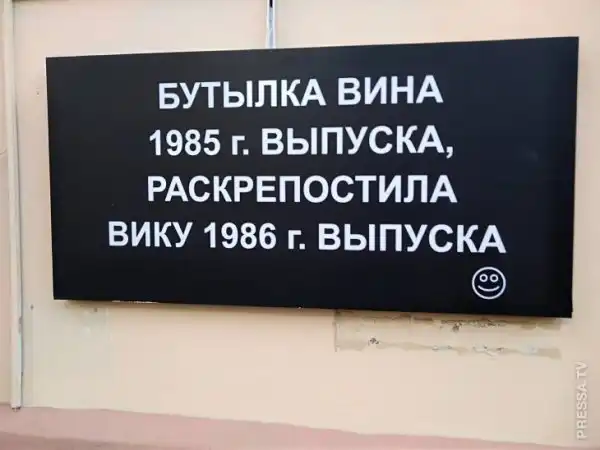 БУТЫЛКА ВИНА
1985 г. ВЫПУСКА,
РАСКРЕПОСТИЛА
ВИКУ 1986 г. ВЫПУСКА
PRESSA.TV